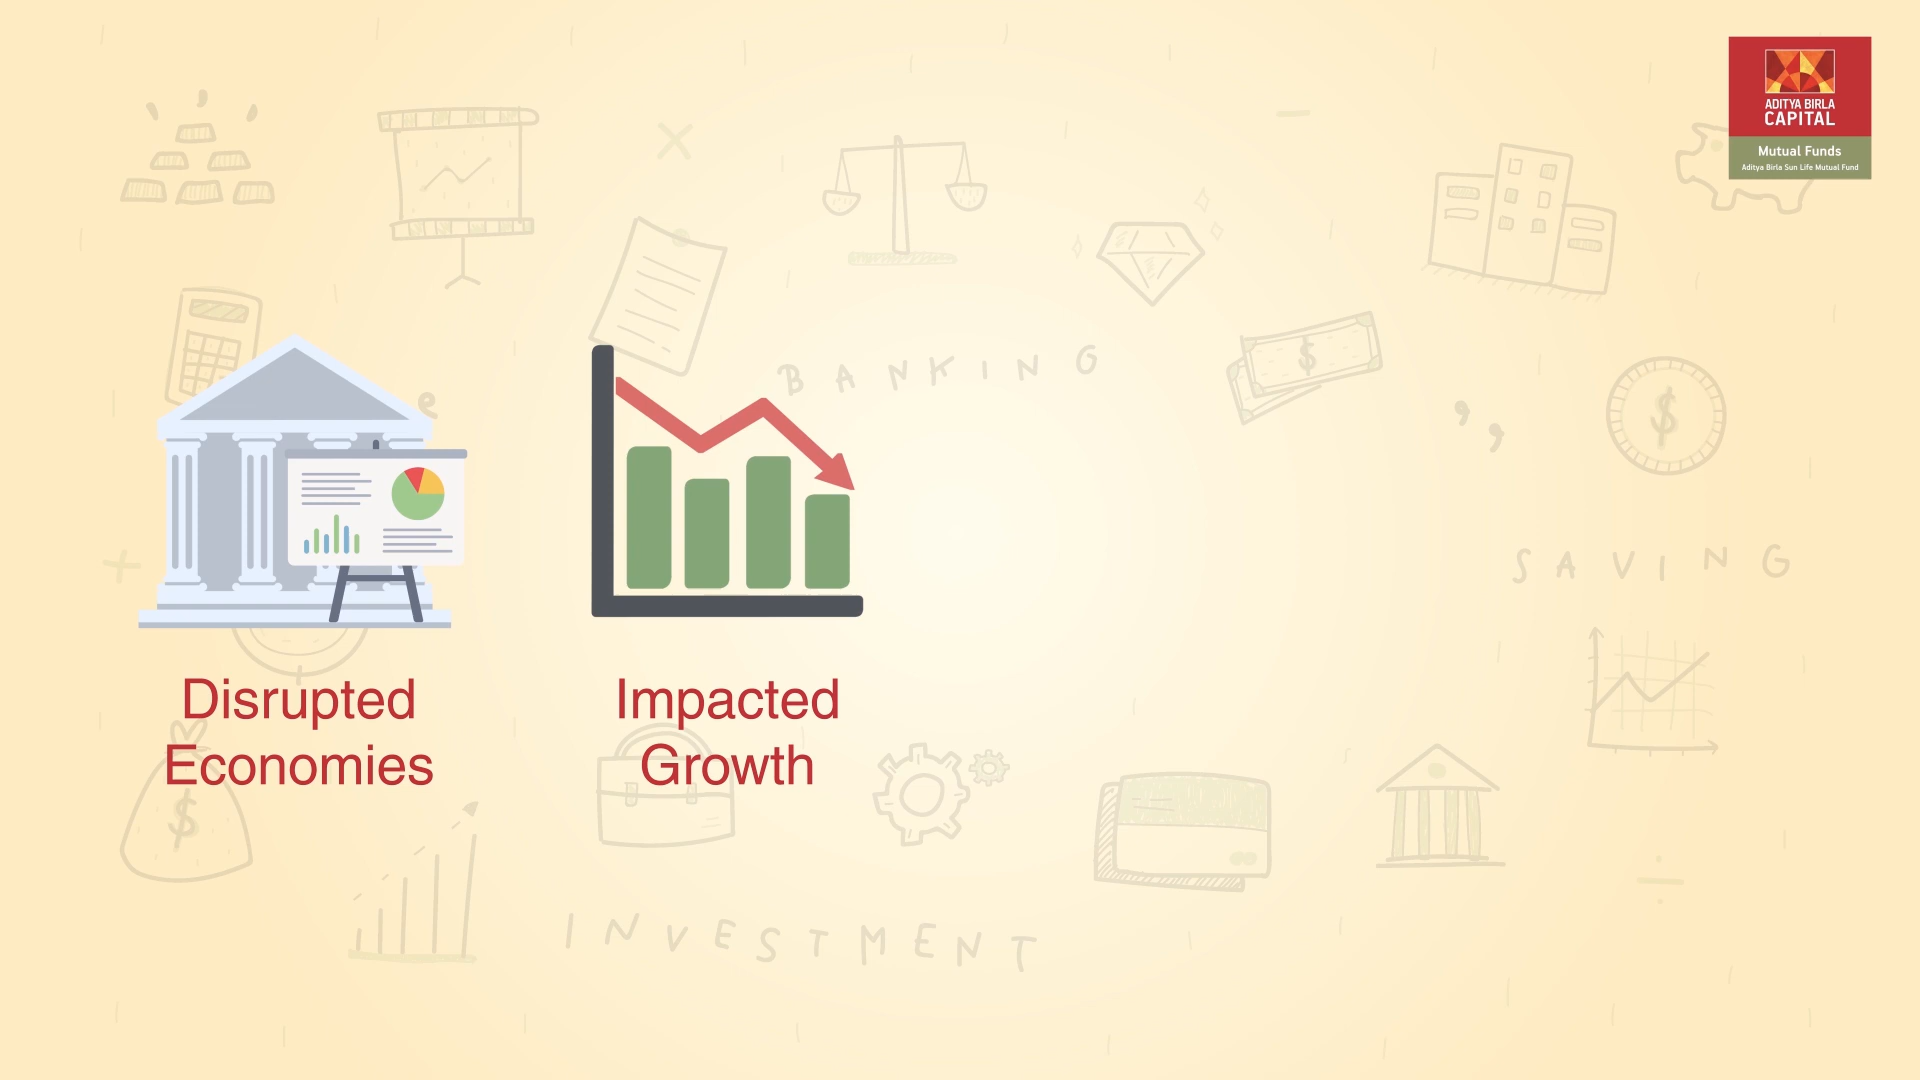 ADITYA BIRLA
CAPITAL
Mutual Funds
Aditya Birla Sun Life Mutual Fund
BANKING
$
$
e
SAVING
Disrupted
Economies
Impacted
Growth
$
INVESTMENT